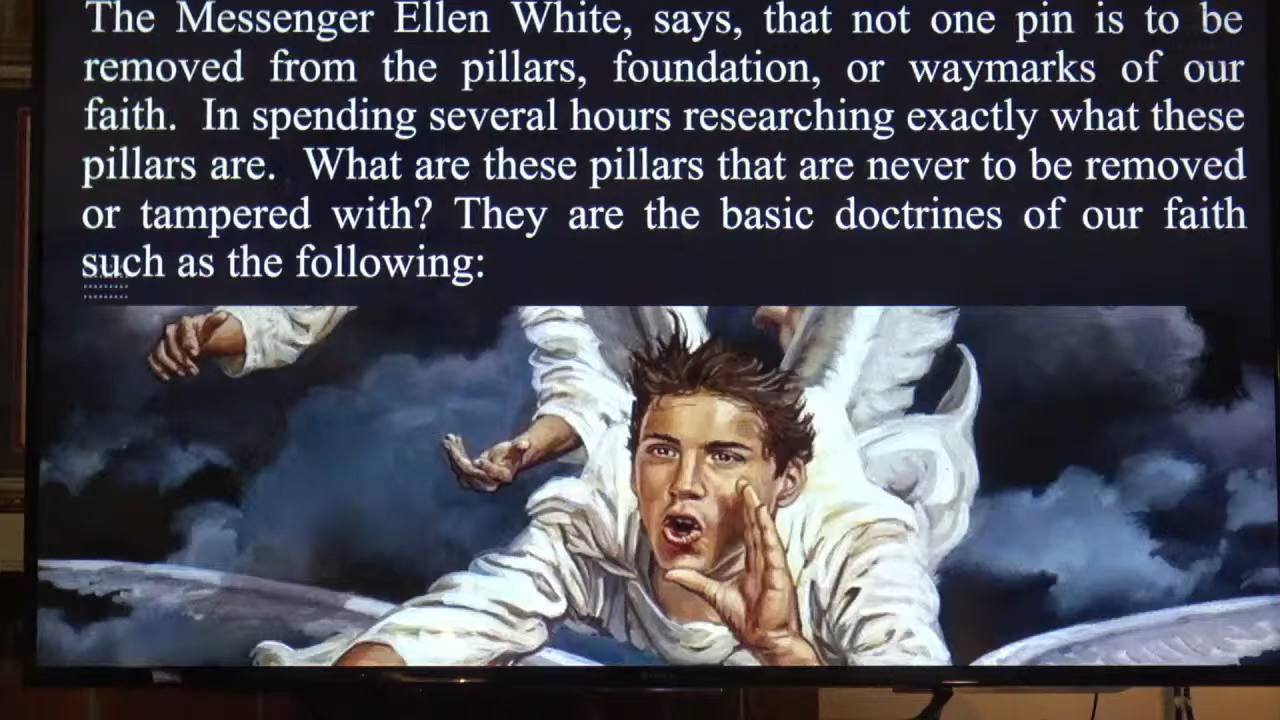 The Messenger Ellen White, says, that not one pin is to be
removed from the pillars, foundation, or waymarks of our
faith. In spending several hours researching exactly what these
pillars are. What are these pillars that are never to be removed
or tampered with? They are the basic doctrines of our faith
such as the following: